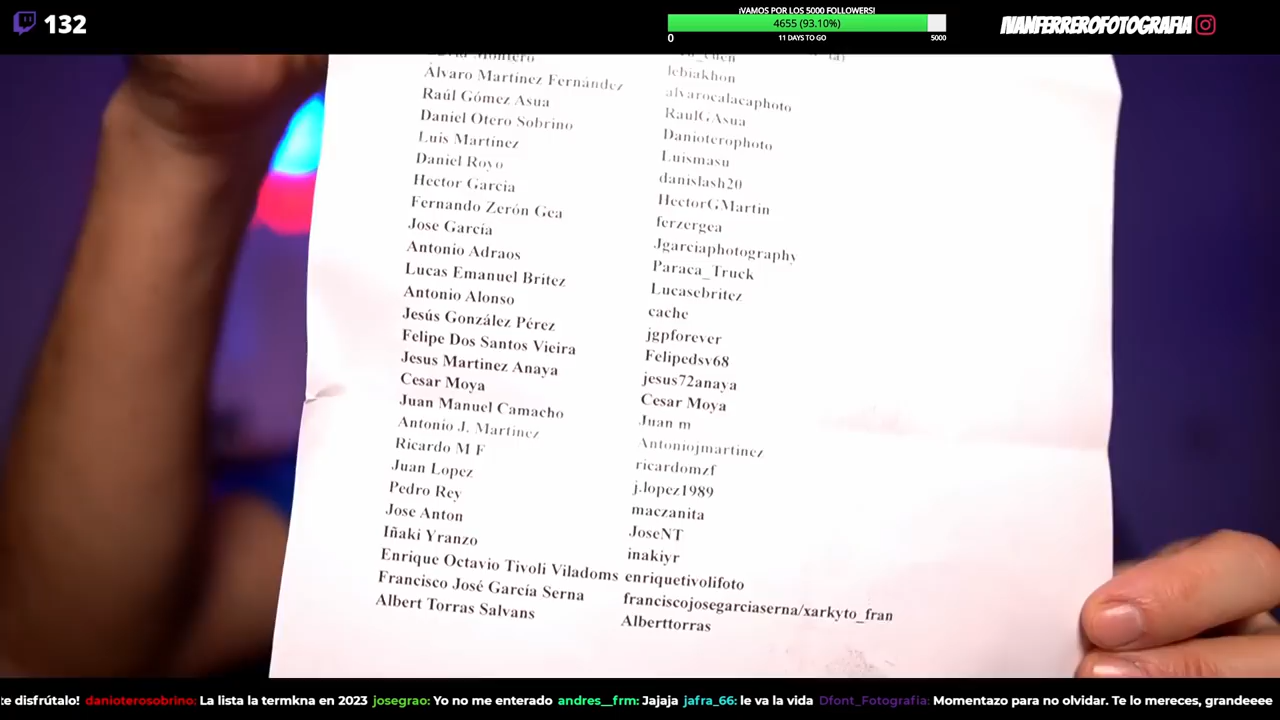 132
¡VAMOS POR LOS 5000 FOLLOWERS!
4655 (93.10%)
0 11 DAYS TO GO 5000
IVANFERREROFOTOGRAFIA
Montero
lebiakhon
Álvaro Martínez Fernández alvarocalacaphoto
Raúl Gómez Asua RaulGAsua
Daniel Otero Sobrino Danioterophoto
Luis Martinez Luismasu
Daniel Royo danislash20
Hector Garcia HectorGMartin
Fernando Zerón Gea ferzergea
Jose García Jgarciaphotography
Antonio Adraos Paraca_Truck
Lucas Emanuel Britez Lucasebritez
Antonio Alonso cache
Jesús González Pérez jgpforever
Felipe Dos Santos Vieira Felipedsv68
Jesus Martinez Anaya jesus72anaya
Cesar Moya Cesar Moya
Juan Manuel Camacho Juan m
Antonio J. Martinez Antoniojmartinez
Ricardo M F ricardomzf
Juan Lopez j.lopez1989
Pedro Rey maczanita
Jose Anton JoseNT
Iñaki Yranzo inakiyr
Enrique Octavio Tivoli Viladoms enriquetivolifoto
Francisco José García Serna franciscojosegarciaserna/xarkyto_fran
Albert Torras Salvans Alberttorras
te disfrútalo! danioterosobrino: La lista la termkna en 2023 josegrao: Yo no me enterado andres__frm: Jajaja jafra_66: le va la vida Dfont_Fotografia: Momentazo para no olvidar. Te lo mereces, grandeeee